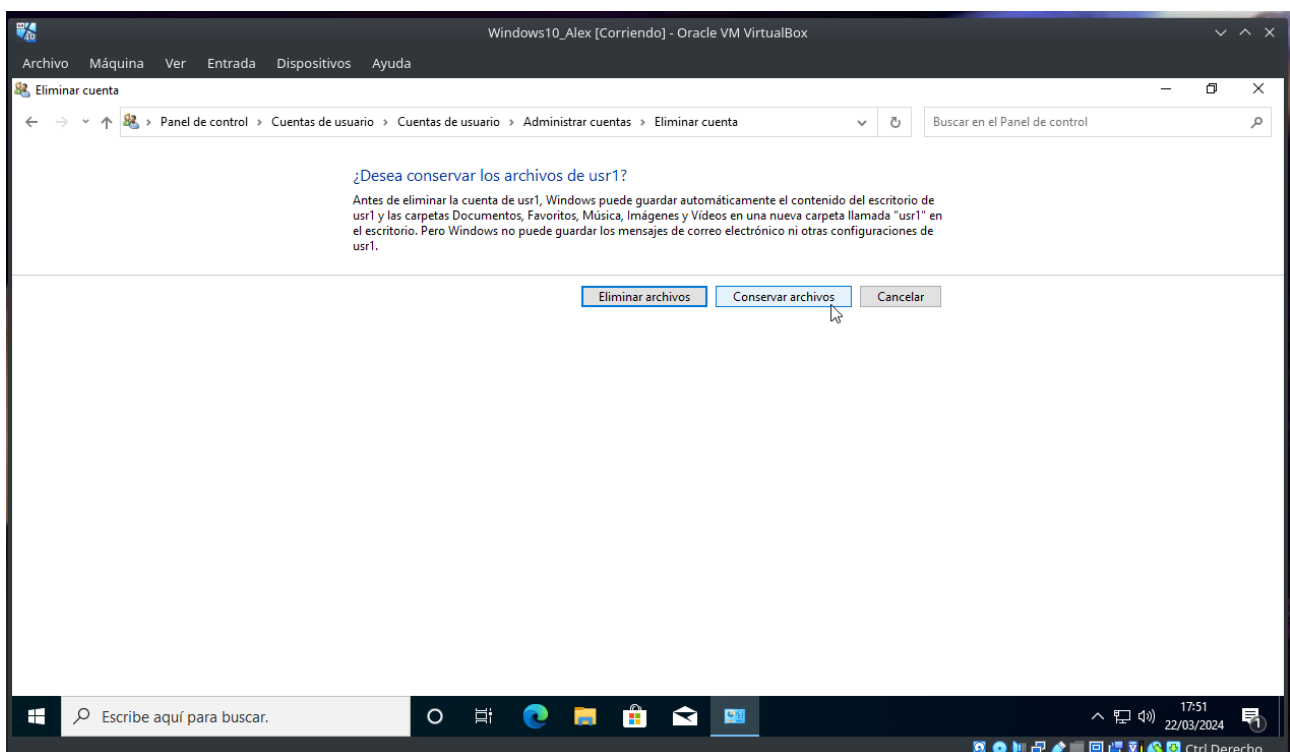 Windows10_Alex [Corriendo] - Oracle VM VirtualBox
Archivo Máquina Ver Entrada Dispositivos Ayuda
Eliminar cuenta
Panel de control > Cuentas de usuario > Cuentas de usuario > Administrar cuentas > Eliminar cuenta
Buscar en el Panel de control
¿Desea conservar los archivos de usr1?
Antes de eliminar la cuenta de usr1, Windows puede guardar automáticamente el contenido del escritorio de
usr1 y las carpetas Documentos, Favoritos, Música, Imágenes y Vídeos en una nueva carpeta llamada "usr1" en
el escritorio. Pero Windows no puede guardar los mensajes de correo electrónico ni otras configuraciones de
usr1.
Eliminar archivos Conservar archivos Cancelar
Escribe aquí para buscar.
17:51
22/03/2024
1
Ctrl Derecho